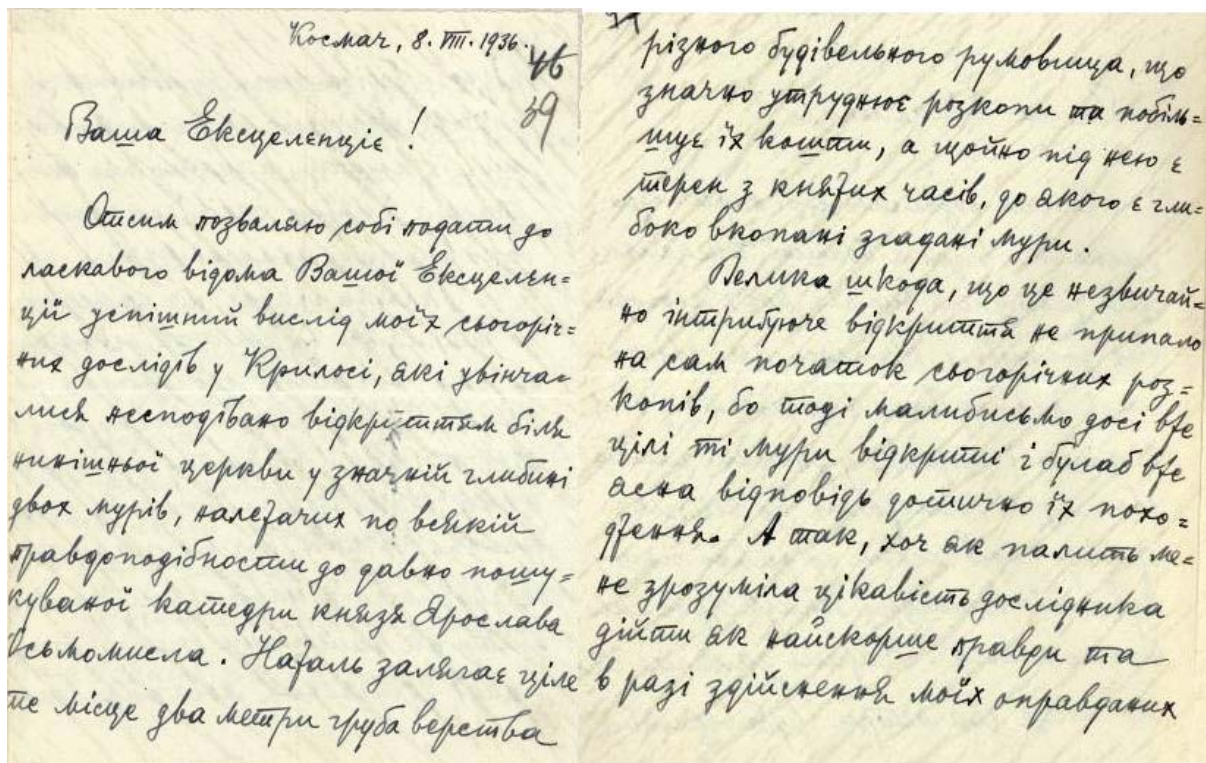 Космач, 8. VIII. 1936.
46
39
Ваша Ексцеленціє!
Отсим позваляю собі подати до
ласкавого відома Вашої Ексцелен=
ції успішний вислід моїх сьогоріч=
них дослідів у Крилосі, які увінча=
лися несподівано відкриттям біля
нинішньої церкви у значній глибині
двох мурів, належачих по всякій
правдоподібности до давно пошу=
куваної катедри князя Ярослава
Осьмомисла. Нажаль залягає ціле
те місце два метри груба верства
різного будівельного румовища, що
значно утруднює розкопи та побіль=
шує їх кошти, а щойно під нею є
терен з княжих часів, до якого є гли=
боко вкопані згадані мури.
Велика шкода, що це незвичай=
но інтригуюче відкриття не припало
на сам початок сьогорічних роз=
копів, бо тоді малибисьмо досі вже
цілі ті мури відкриті і булаб вже
ясна відповідь дотично їх похо=
дження. А так, хоч як палить ме=
не зрозуміла цікавість дослідника
дійти як найскорше правди та
в разі здійснення моїх оправданих